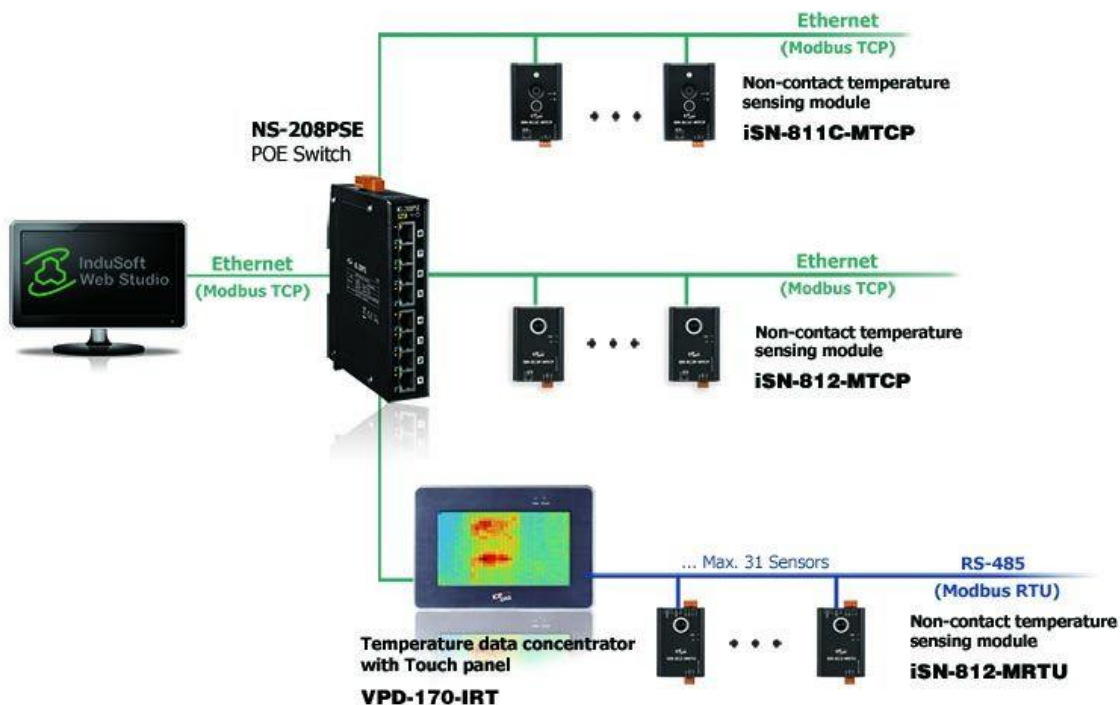 Ethernet
(Modbus TCP)
Non-contact temperature
sensing module
iSN-811C-MTCP
NS-208PSE
POE Switch
InduSoft
Web Studio
Ethernet
(Modbus TCP)
Ethernet
(Modbus TCP)
Non-contact temperature
sensing module
iSN-812-MTCP
... Max. 31 Sensors
RS-485
(Modbus RTU)
Temperature data concentrator
with Touch panel
VPD-170-IRT
Non-contact temperature
sensing module
iSN-812-MRTU